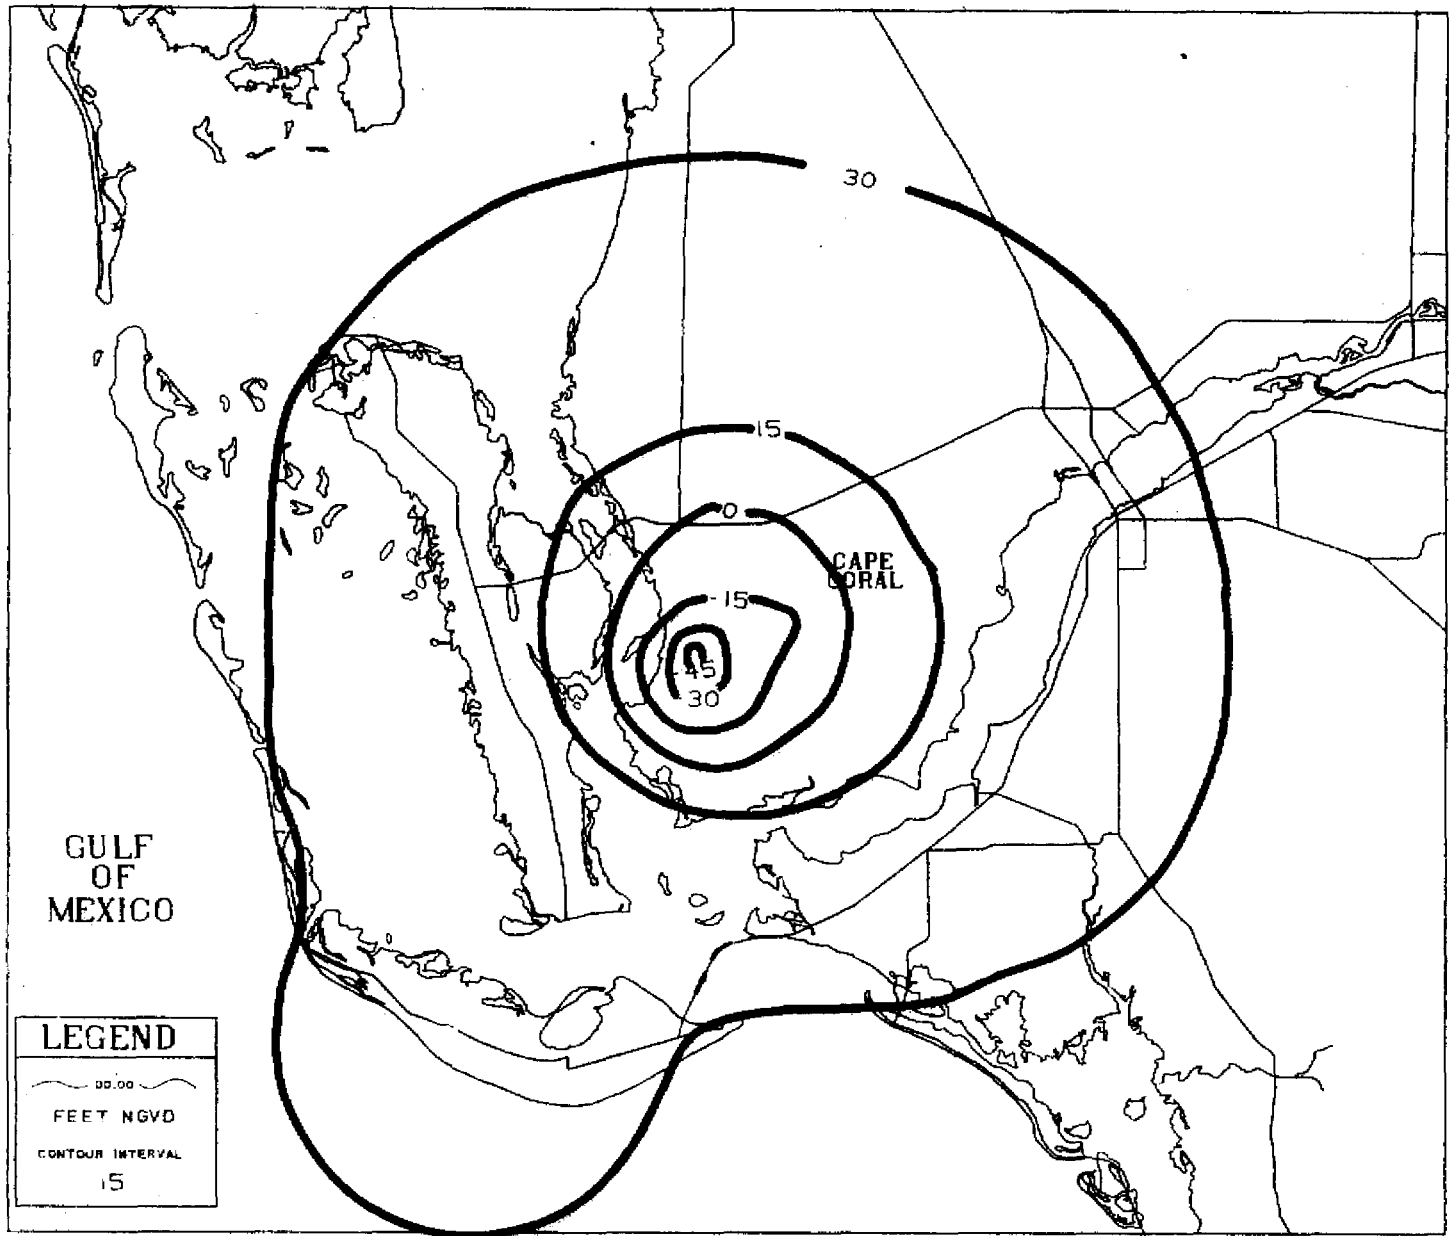 30
15
0
CAPE
CORAL
-15
-45
30
GULF
OF
MEXICO
LEGEND
00.00
FEET NGVD
CONTOUR INTERVAL
15